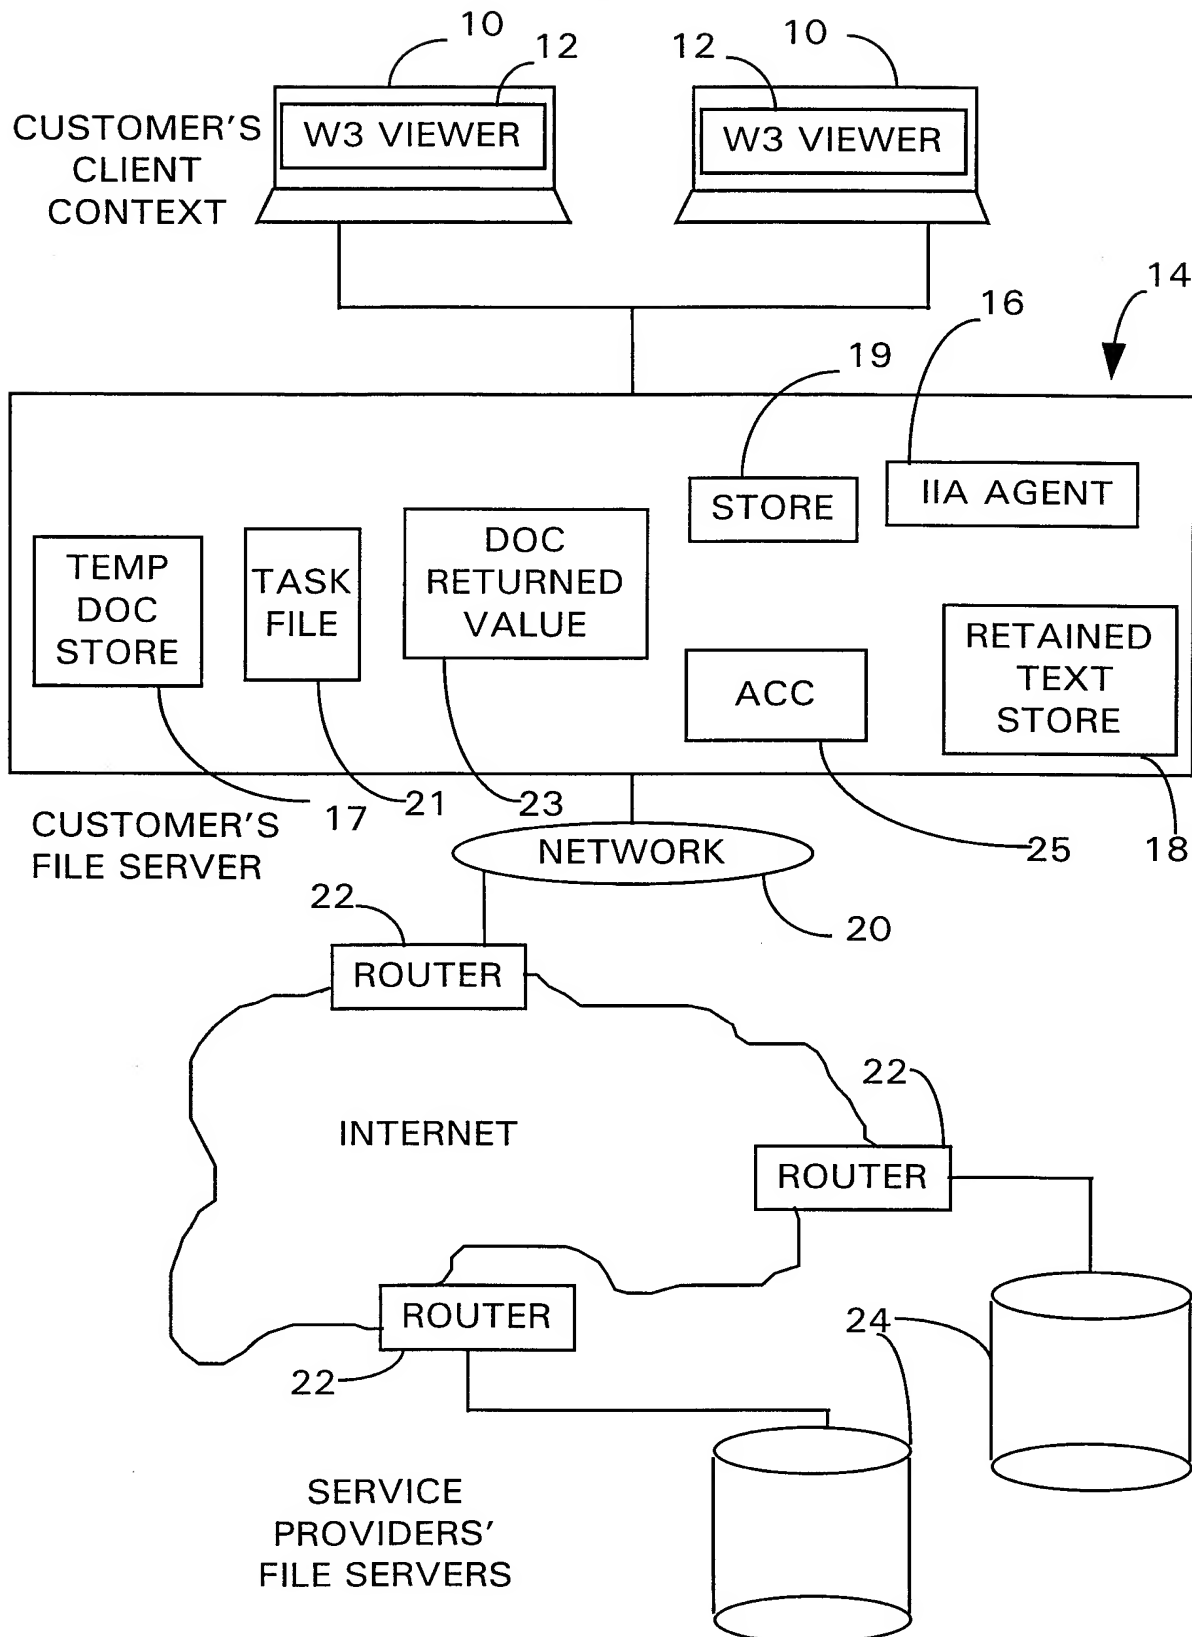 10
12
12
10
CUSTOMER'S
CLIENT
CONTEXT
W3 VIEWER
W3 VIEWER
14
16
19
STORE
IIA AGENT
TEMP
DOC
STORE
TASK
FILE
DOC
RETURNED
VALUE
ACC
RETAINED
TEXT
STORE
17
21
23
25
18
CUSTOMER'S
FILE SERVER
NETWORK
20
22
ROUTER
INTERNET
22
ROUTER
ROUTER
22
24
SERVICE
PROVIDERS'
FILE SERVERS